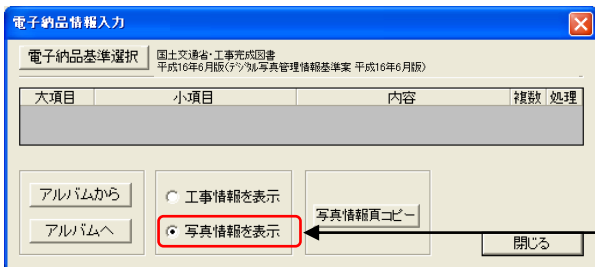 電子納品情報入力
電子納品基準選択
国土交通省・工事完成図書
平成16年6月版(デジタル写真管理情報基準案 平成16年6月版)
大項目 小項目 内容 複数 処理
アルバムから
工事情報を表示
写真情報頁コピー
アルバムへ
写真情報を表示
閉じる